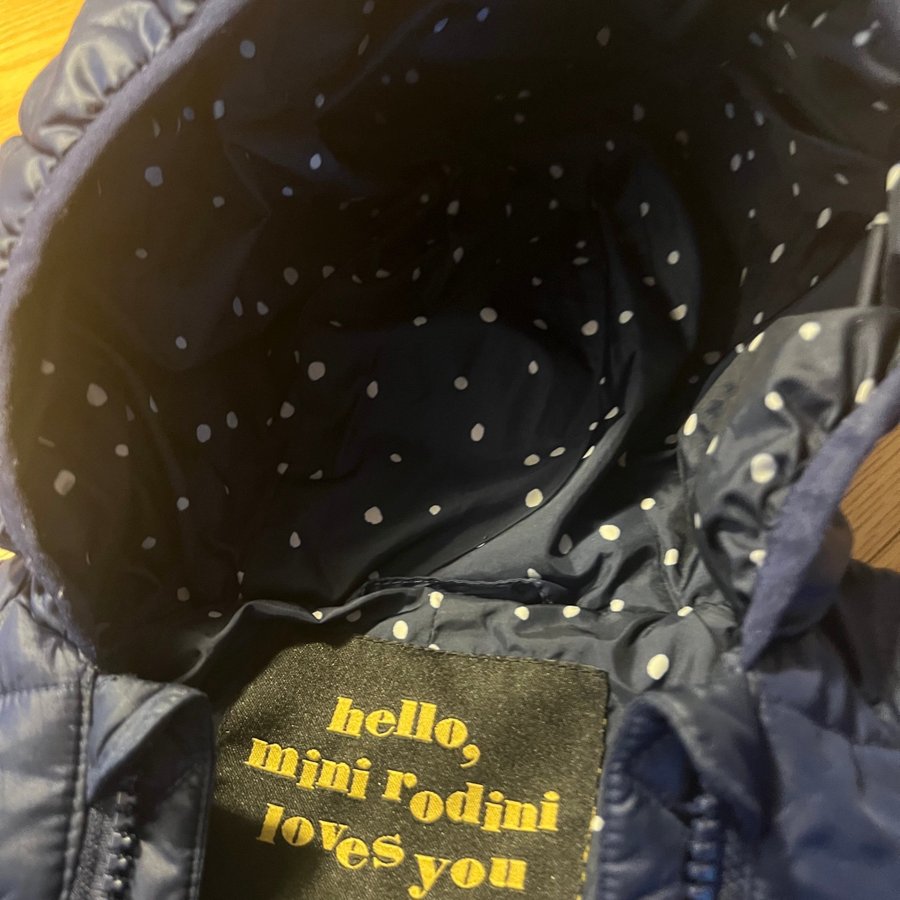 hello,
mini rodini
loves you